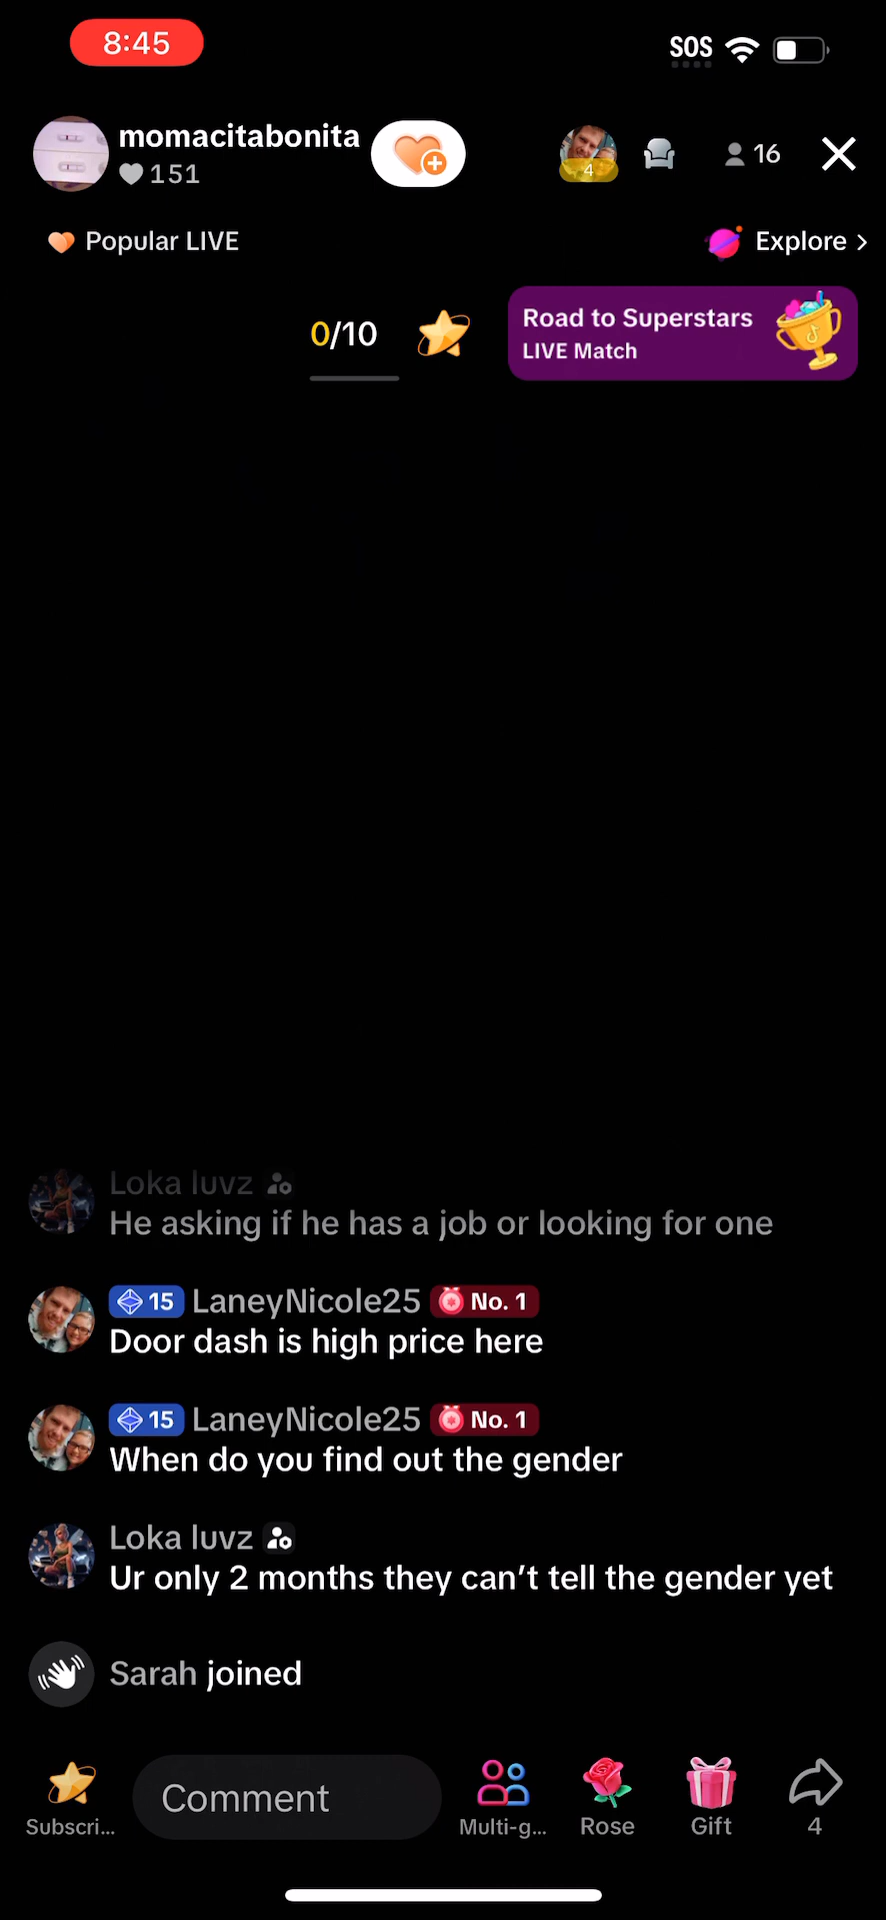 8:45
SOS
momacitabonita
151
4
16
Popular LIVE
Explore >
0/10
Road to Superstars
LIVE Match
Loka luvz
He asking if he has a job or looking for one
15 LaneyNicole25 No. 1
Door dash is high price here
15 LaneyNicole25 No. 1
When do you find out the gender
Loka luvz
Ur only 2 months they can’t tell the gender yet
Sarah joined
Comment
Subscri...
Multi-g...
Rose
Gift
4